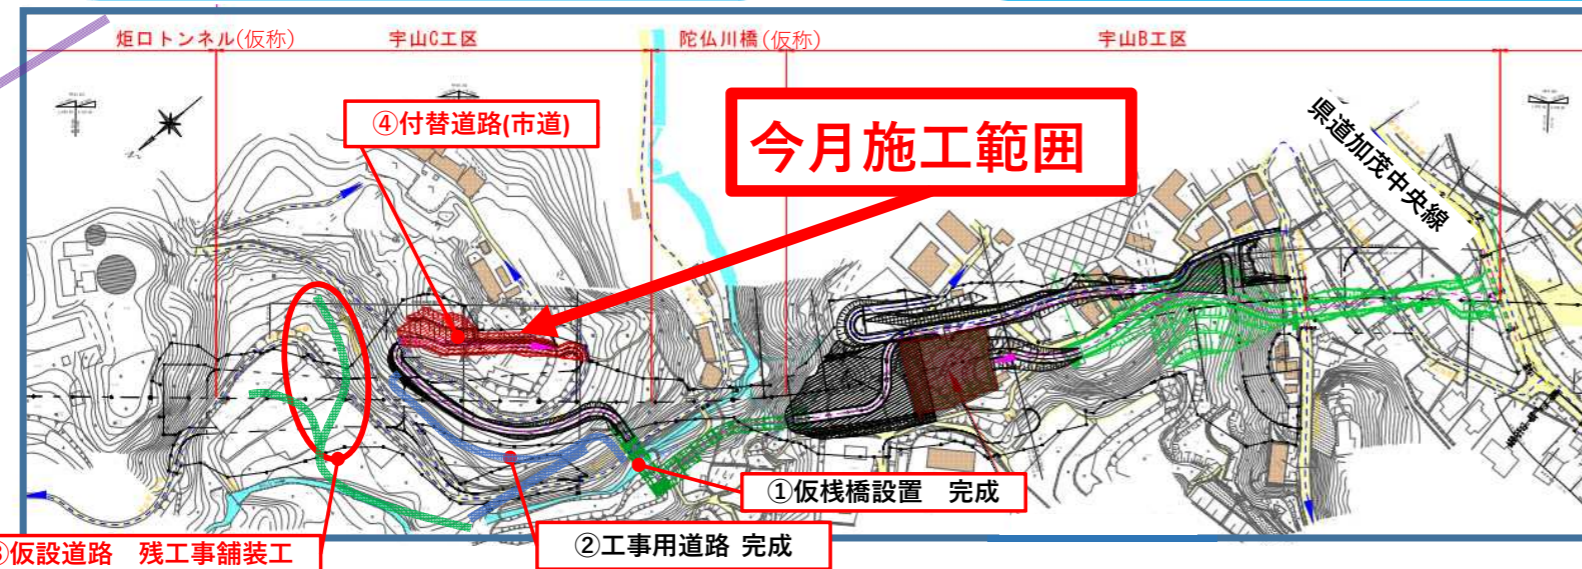 炬口トンネル(仮称)
宇山C工区
陀仏川橋(仮称)
宇山B工区
④付替道路(市道)
今月施工範囲
県道加茂中央線
①仮桟橋設置 完成
②工事用道路 完成
③仮設道路 残工事舗装工